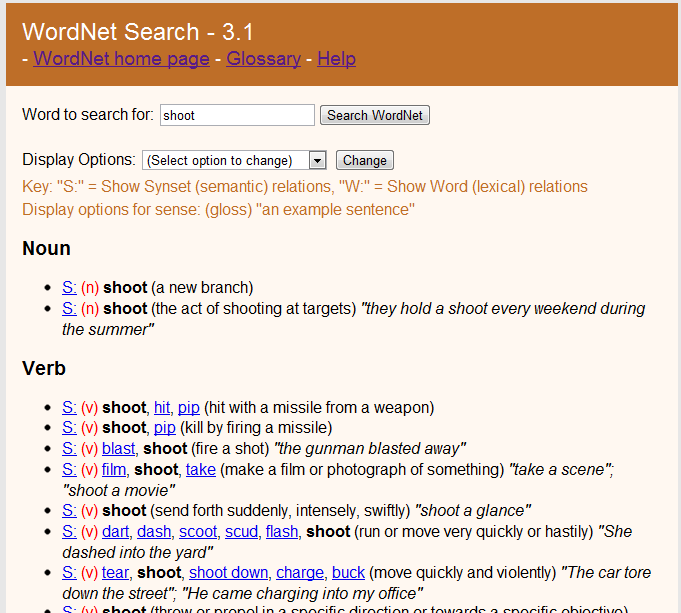 WordNet Search - 3.1
- WordNet home page - Glossary - Help
Word to search for: shoot Search WordNet
Display Options: (Select option to change) Change
Key: "S:" = Show Synset (semantic) relations, "W:" = Show Word (lexical) relations
Display options for sense: (gloss) "an example sentence"
Noun
• S: (n) shoot (a new branch)
• S: (n) shoot (the act of shooting at targets) "they hold a shoot every weekend during
the summer"
Verb
• S: (v) shoot, hit, pip (hit with a missile from a weapon)
• S: (v) shoot, pip (kill by firing a missile)
• S: (v) blast, shoot (fire a shot) "the gunman blasted away"
• S: (v) film, shoot, take (make a film or photograph of something) "take a scene";
"shoot a movie"
• S: (v) shoot (send forth suddenly, intensely, swiftly) "shoot a glance"
• S: (v) dart, dash, scoot, scud, flash, shoot (run or move very quickly or hastily) "She
dashed into the yard"
• S: (v) tear, shoot, shoot down, charge, buck (move quickly and violently) "The car tore
down the street"; "He came charging into my office"
• S: (v) shoot (throw or propel in a specific direction or towards a specific objective)